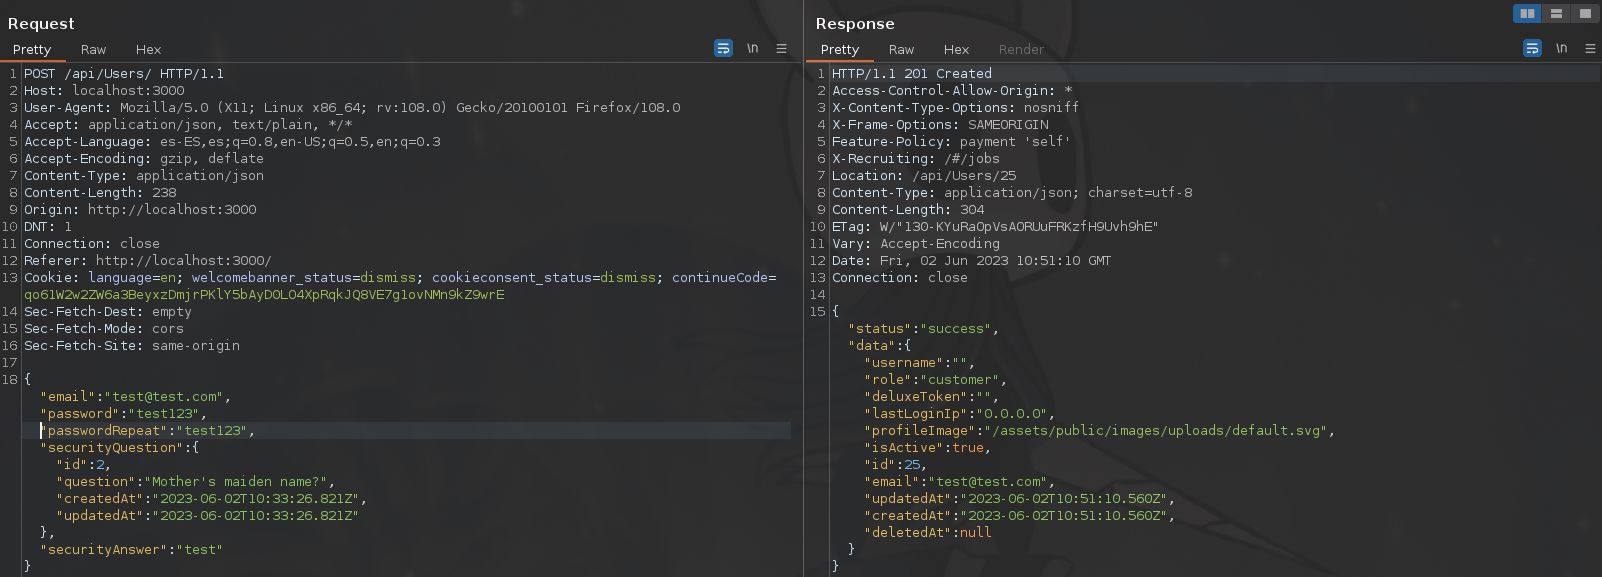 Request
Pretty Raw Hex
\n
1 POST /api/Users/ HTTP/1.1
2 Host: localhost:3000
3 User-Agent: Mozilla/5.0 (X11; Linux x86_64; rv:108.0) Gecko/20100101 Firefox/108.0
4 Accept: application/json, text/plain, */*
5 Accept-Language: es-ES,es;q=0.8,en-US;q=0.5,en;q=0.3
6 Accept-Encoding: gzip, deflate
7 Content-Type: application/json
8 Content-Length: 238
9 Origin: http://localhost:3000
10 DNT: 1
11 Connection: close
12 Referer: http://localhost:3000/
13 Cookie: language=en; welcomebanner_status=dismiss; cookieconsent_status=dismiss; continueCode=
qo61W2w2ZW6a3BeyxzDmjrPKlY5bAyD0LO4XpRqkJQ8VE7g1ovNMn9kZ9wrE
14 Sec-Fetch-Dest: empty
15 Sec-Fetch-Mode: cors
16 Sec-Fetch-Site: same-origin
17
18 {
"email":"test@test.com",
"password":"test123",
"passwordRepeat":"test123",
"securityQuestion":{
"id":2,
"question":"Mother's maiden name?",
"createdAt":"2023-06-02T10:33:26.821Z",
"updatedAt":"2023-06-02T10:33:26.821Z"
},
"securityAnswer":"test"
}
Response
Pretty Raw Hex Render
\n
1 HTTP/1.1 201 Created
2 Access-Control-Allow-Origin: *
3 X-Content-Type-Options: nosniff
4 X-Frame-Options: SAMEORIGIN
5 Feature-Policy: payment 'self'
6 X-Recruiting: /#/jobs
7 Location: /api/Users/25
8 Content-Type: application/json; charset=utf-8
9 Content-Length: 304
10 ETag: W/"130-KYuRaOpVsAORUuFRKzfH9Uvh9hE"
11 Vary: Accept-Encoding
12 Date: Fri, 02 Jun 2023 10:51:10 GMT
13 Connection: close
14
15 {
"status":"success",
"data":{
"username":"",
"role":"customer",
"deluxeToken":"",
"lastLoginIp":"0.0.0.0",
"profileImage":"/assets/public/images/uploads/default.svg",
"isActive":true,
"id":25,
"email":"test@test.com",
"updatedAt":"2023-06-02T10:51:10.560Z",
"createdAt":"2023-06-02T10:51:10.560Z",
"deletedAt":null
}
}